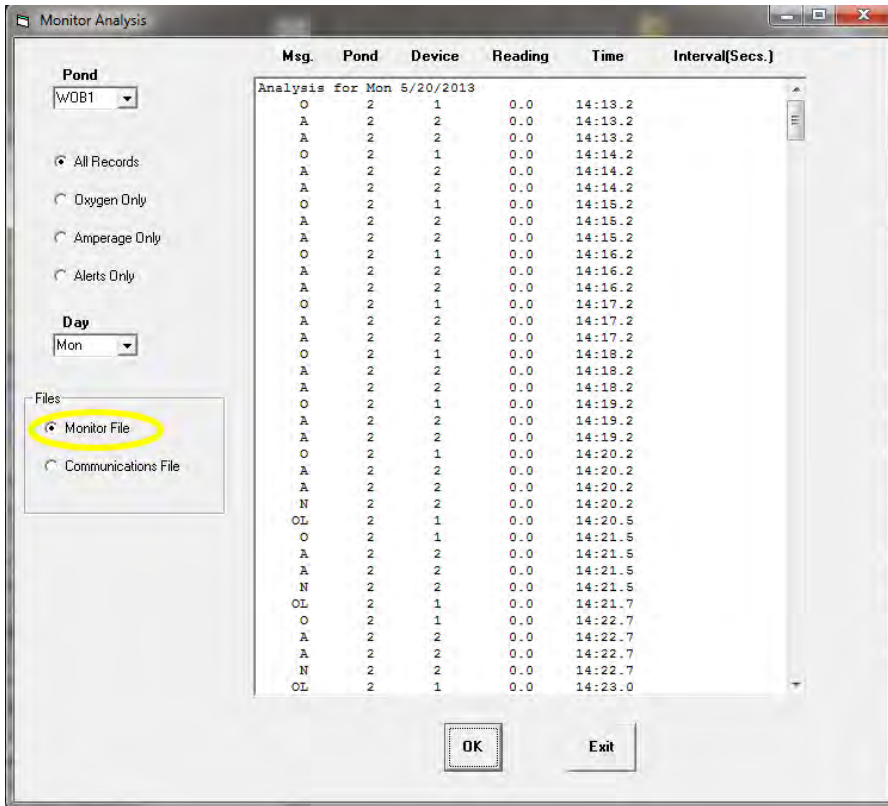 Monitor Analysis
Msg. Pond Device Reading Time Interval(Secs.)
Pond
WOB1
All Records
Oxygen Only
Amperage Only
Alerts Only
Day
Mon
Files
Monitor File
Communications File
Analysis for Mon 5/20/2013
O 2 1 0.0 14:13.2
A 2 2 0.0 14:13.2
A 2 2 0.0 14:13.2
O 2 1 0.0 14:14.2
A 2 2 0.0 14:14.2
A 2 2 0.0 14:14.2
O 2 1 0.0 14:15.2
A 2 2 0.0 14:15.2
A 2 2 0.0 14:15.2
O 2 1 0.0 14:16.2
A 2 2 0.0 14:16.2
A 2 2 0.0 14:16.2
O 2 1 0.0 14:17.2
A 2 2 0.0 14:17.2
A 2 2 0.0 14:17.2
O 2 1 0.0 14:18.2
A 2 2 0.0 14:18.2
A 2 2 0.0 14:18.2
O 2 1 0.0 14:19.2
A 2 2 0.0 14:19.2
A 2 2 0.0 14:19.2
O 2 1 0.0 14:20.2
A 2 2 0.0 14:20.2
A 2 2 0.0 14:20.2
N 2 2 0.0 14:20.2
OL 2 1 0.0 14:20.5
O 2 1 0.0 14:21.5
A 2 2 0.0 14:21.5
A 2 2 0.0 14:21.5
N 2 2 0.0 14:21.5
OL 2 1 0.0 14:21.7
O 2 1 0.0 14:22.7
A 2 2 0.0 14:22.7
A 2 2 0.0 14:22.7
N 2 2 0.0 14:22.7
OL 2 1 0.0 14:23.0
OK Exit